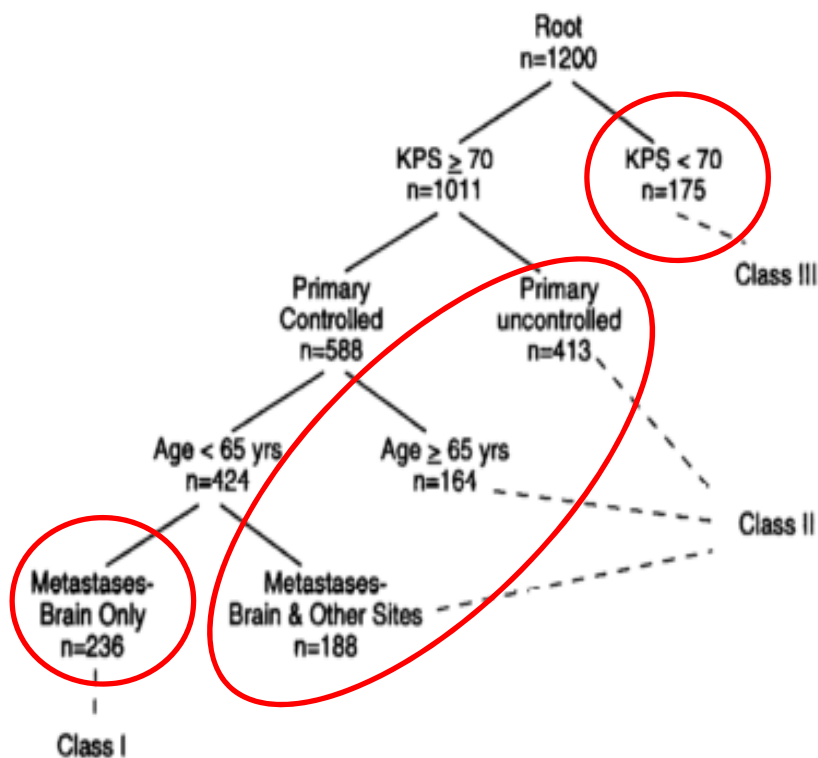 Root
n=1200
KPS ≥ 70
n=1011
KPS < 70
n=175
Class III
Primary
Controlled
n=588
Primary
uncontrolled
n=413
Age < 65 yrs
n=424
Age ≥ 65 yrs
n=164
Class II
Metastases-
Brain Only
n=236
Metastases-
Brain & Other Sites
n=188
Class I